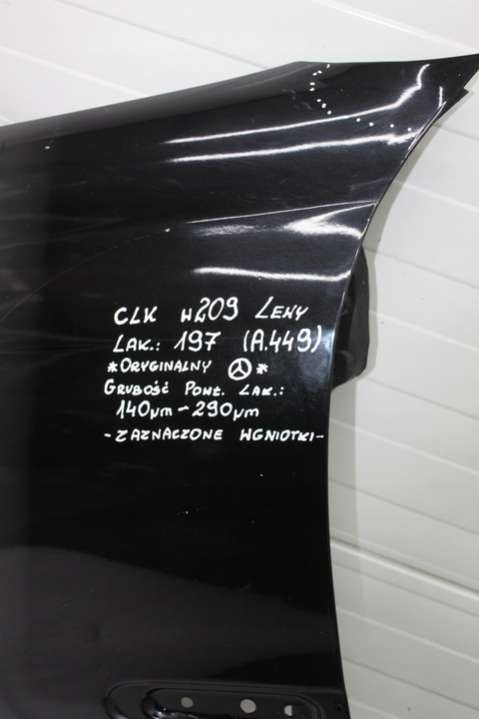 CLK W209 LEWY
LAK.: 197 (A.449)
*ORYGINALNY *
GRUBOŚĆ POWŁ. LAK.:
140µm-290µm
-ZAZNACZONE WGNIOTKI-